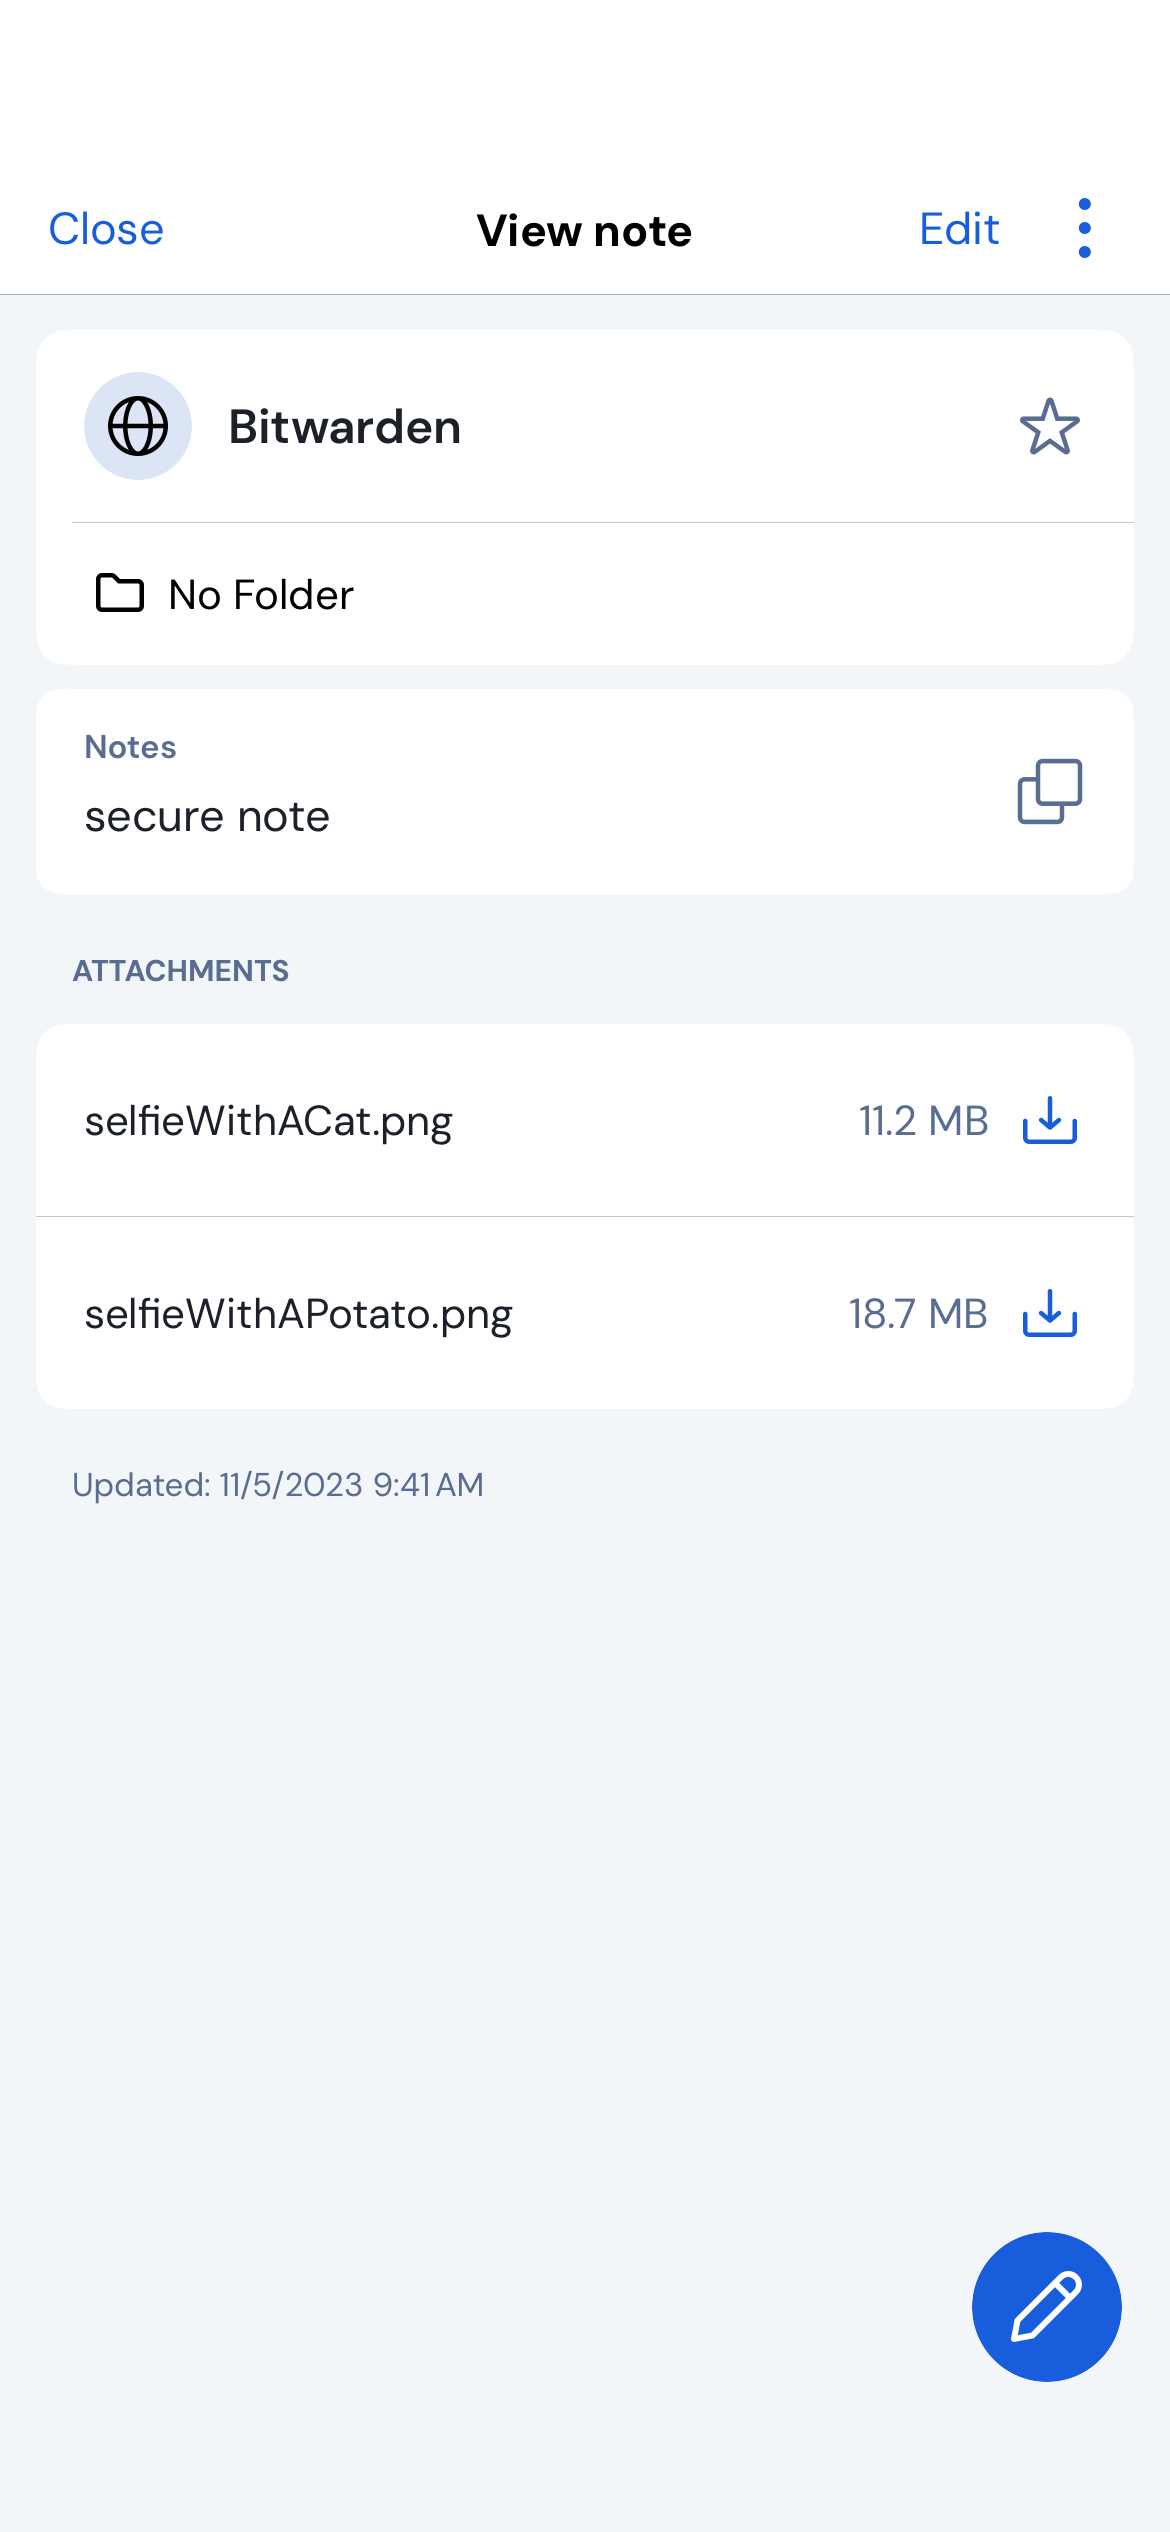 Close
View note
Edit
Bitwarden
No Folder
Notes
secure note
ATTACHMENTS
selfieWithACat.png
11.2 MB
selfieWithAPotato.png
18.7 MB
Updated: 11/5/2023 9:41 AM